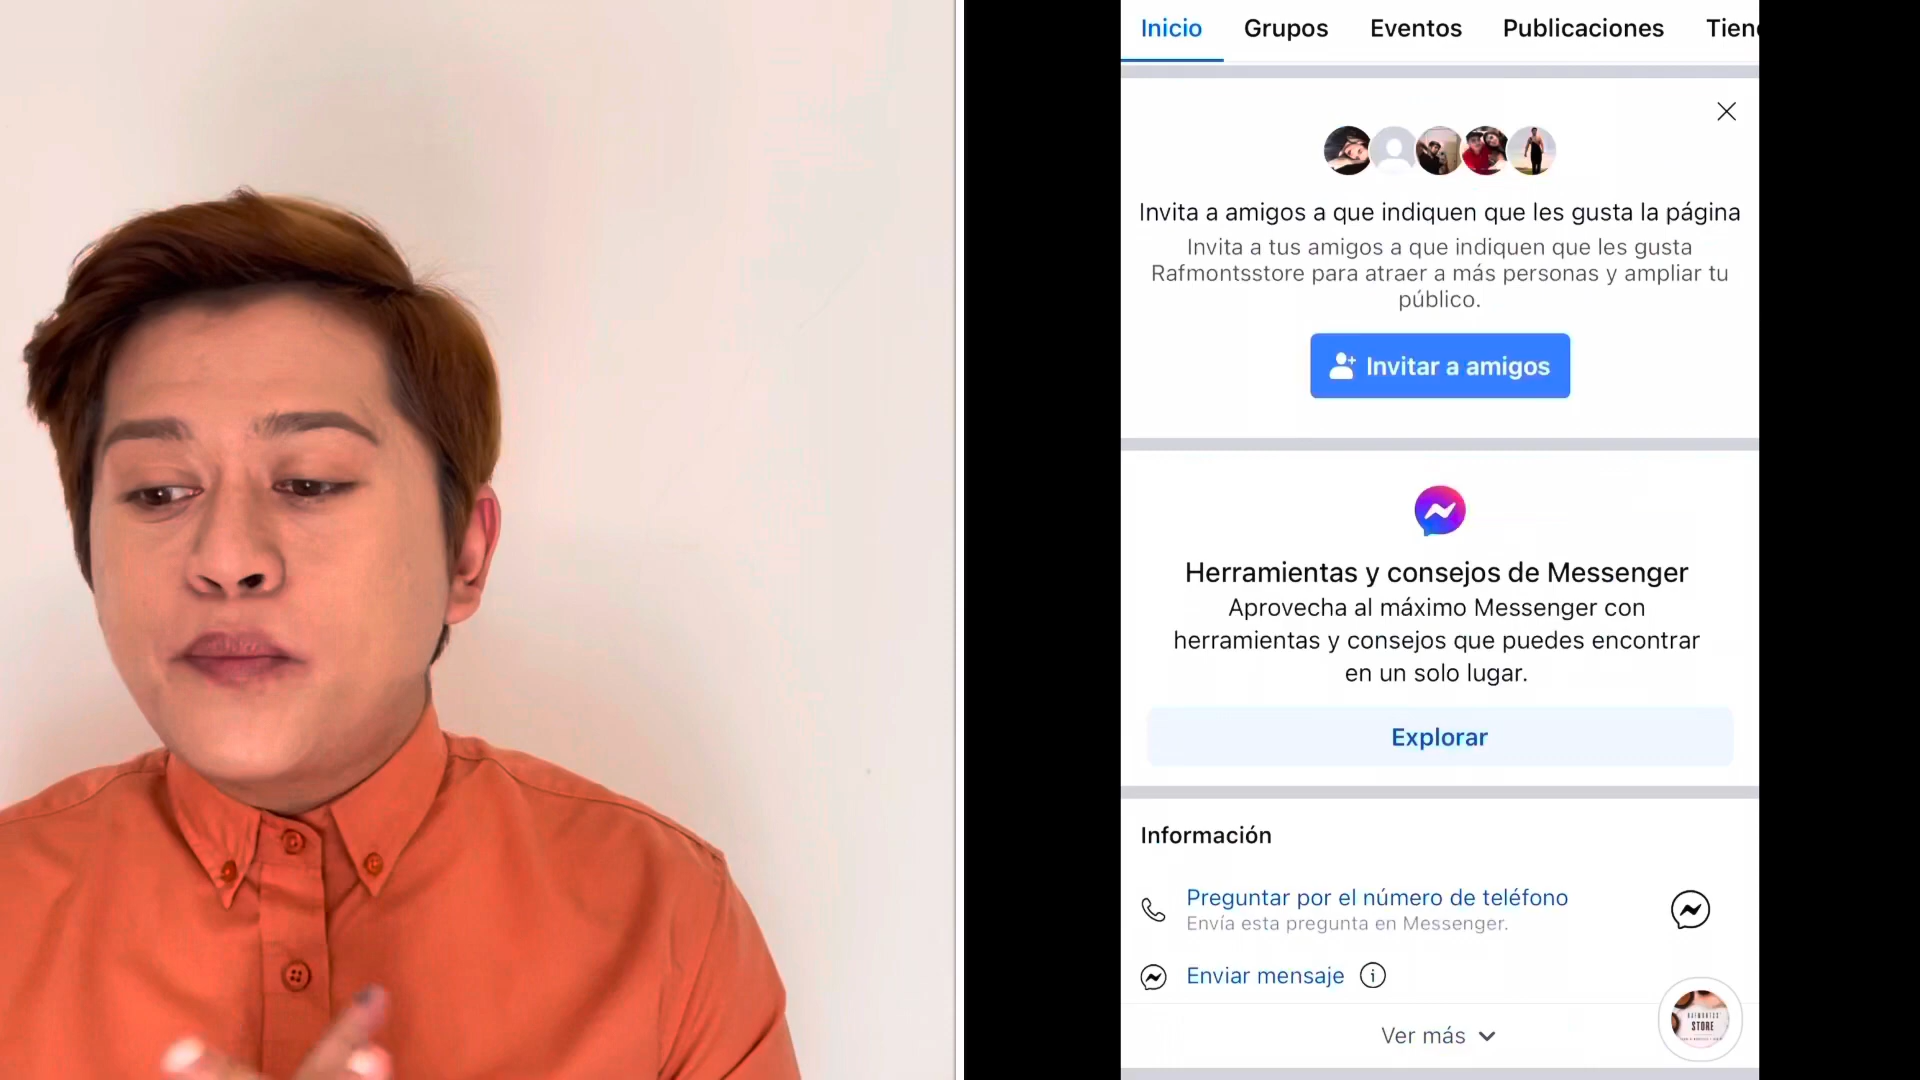 Inicio Grupos Eventos Publicaciones Tien
Invita a amigos a que indiquen que les gusta la página
Invita a tus amigos a que indiquen que les gusta
Rafmontsstore para atraer a más personas y ampliar tu
público.
Invitar a amigos
Herramientas y consejos de Messenger
Aprovecha al máximo Messenger con
herramientas y consejos que puedes encontrar
en un solo lugar.
Explorar
Información
Preguntar por el número de teléfono
Envía esta pregunta en Messenger.
Enviar mensaje
Ver más
STORE